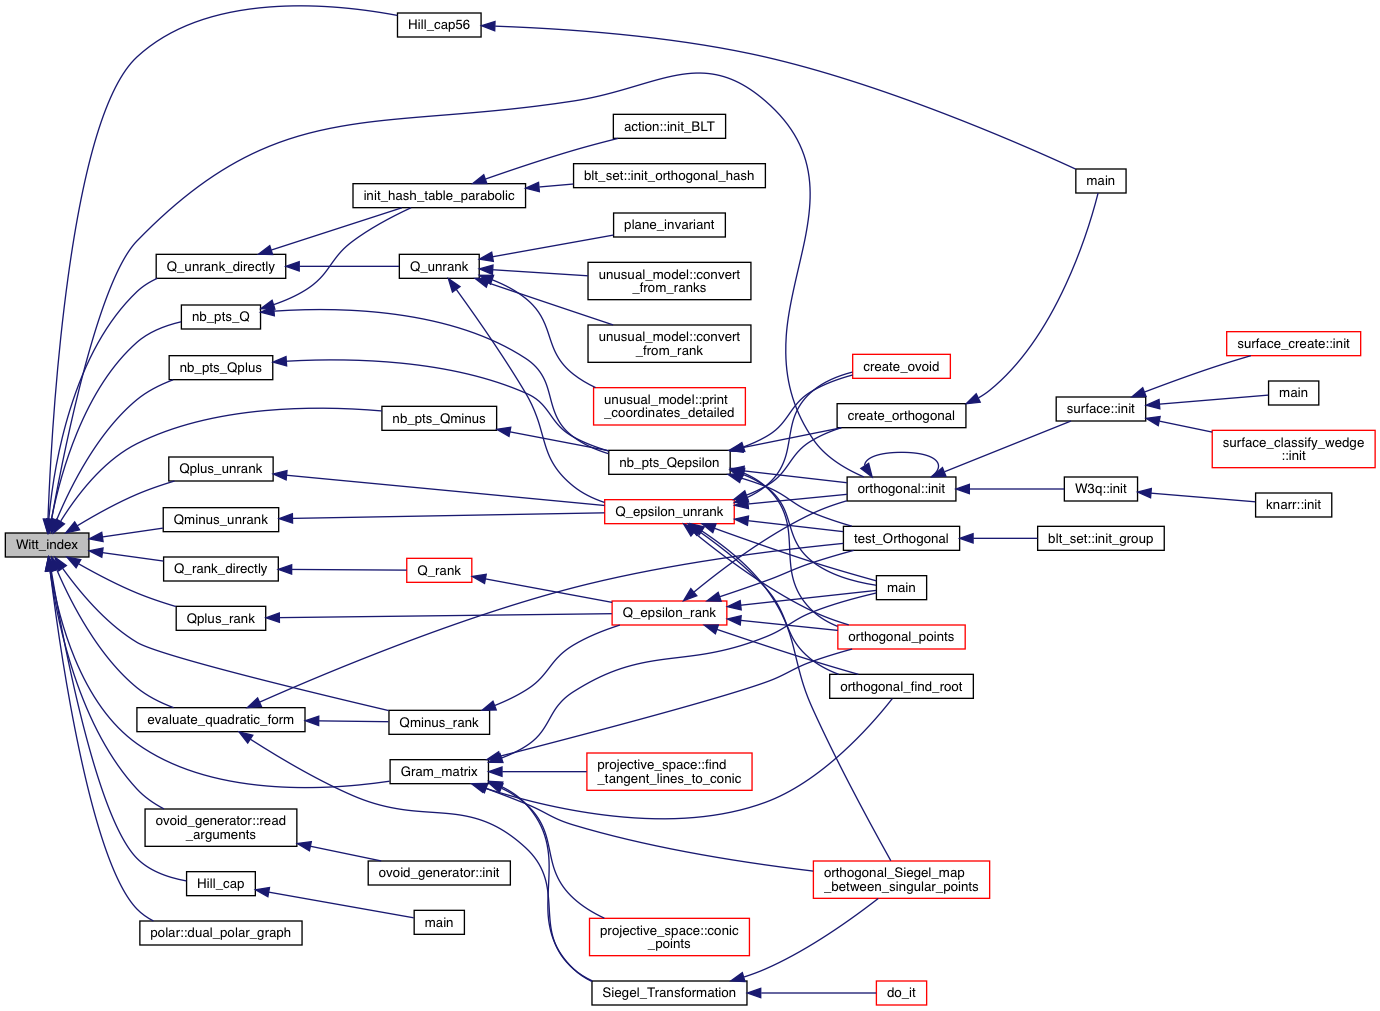 Hill_cap56
action::init_BLT
main
blt_set::init_orthogonal_hash
init_hash_table_parabolic
plane_invariant
Q_unrank_directly
Q_unrank
unusual_model::convert
_from_ranks
nb_pts_Q
unusual_model::convert
_from_rank
surface_create::init
nb_pts_Qplus
create_ovoid
main
unusual_model::print
_coordinates_detailed
surface::init
nb_pts_Qminus
create_orthogonal
surface_classify_wedge
::init
nb_pts_Qepsilon
Qplus_unrank
orthogonal::init
W3q::init
knarr::init
Q_epsilon_unrank
Qminus_unrank
test_Orthogonal
blt_set::init_group
Witt_index
Q_rank_directly
Q_rank
main
Q_epsilon_rank
Qplus_rank
orthogonal_points
orthogonal_find_root
evaluate_quadratic_form
Qminus_rank
Gram_matrix
projective_space::find
_tangent_lines_to_conic
ovoid_generator::read
_arguments
ovoid_generator::init
orthogonal_Siegel_map
_between_singular_points
Hill_cap
main
polar::dual_polar_graph
projective_space::conic
_points
Siegel_Transformation
do_it